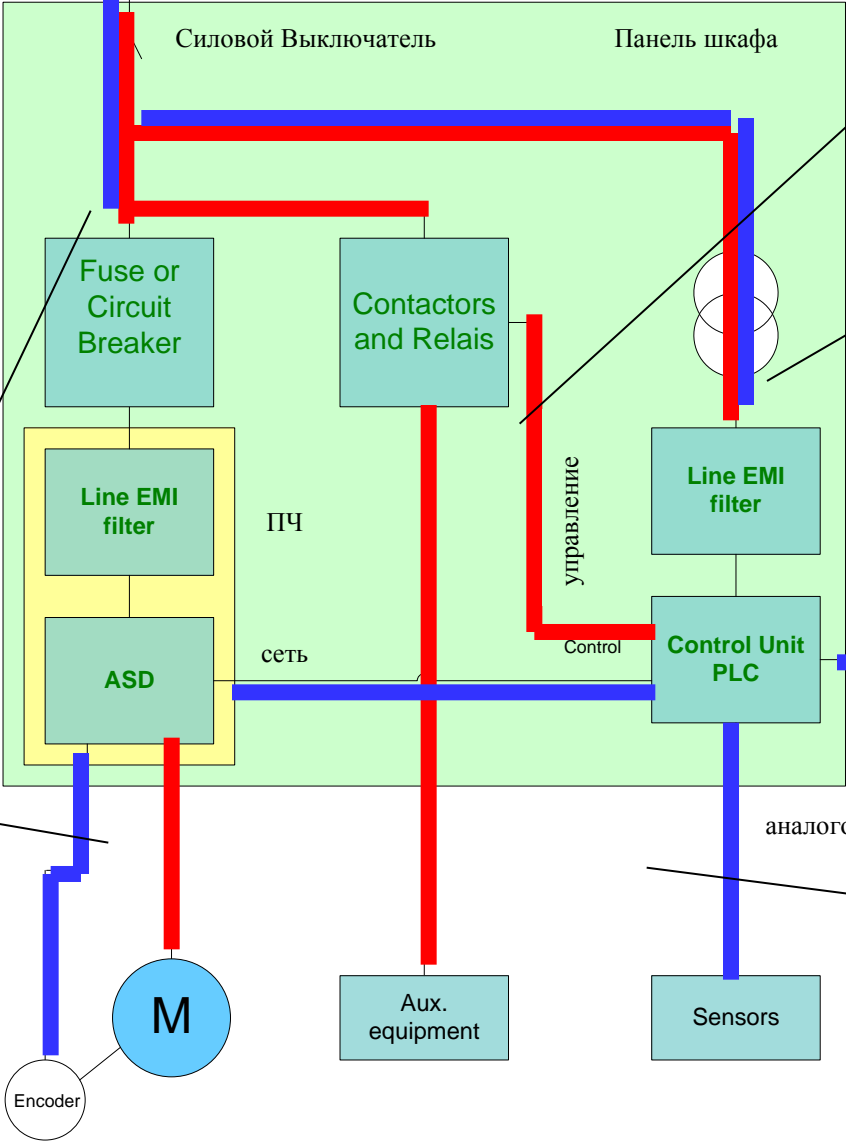 Силовой Выключатель
Панель шкафа
Fuse or
Circuit
Breaker
Contactors
and Relais
Line EMI
filter
ПЧ
управление
Line EMI
filter
сеть
Control
ASD
Control Unit
PLC
аналого
M
Aux.
equipment
Sensors
Encoder